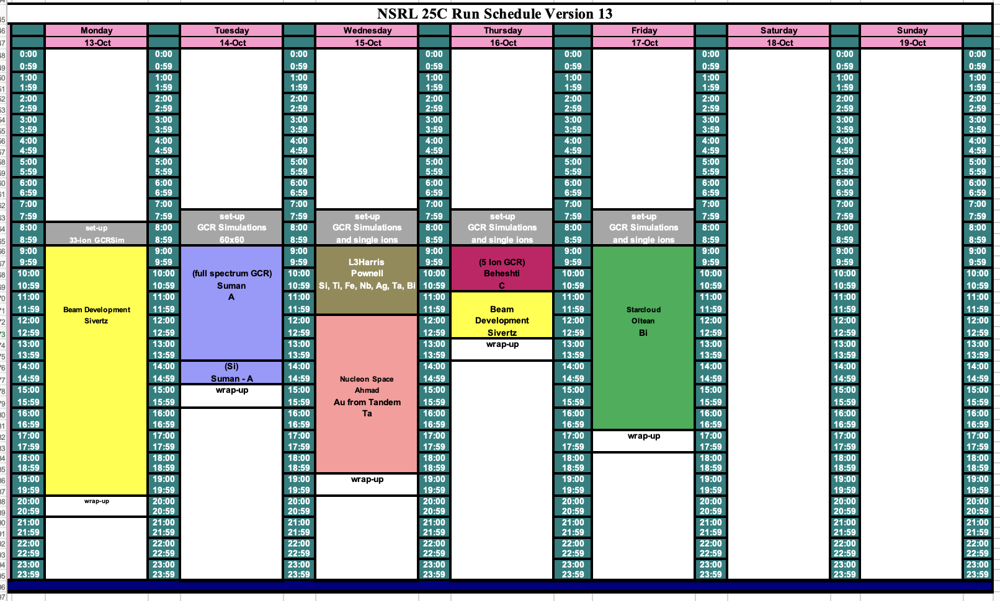 NSRL 25C Run Schedule Version 13
Monday Tuesday Wednesday Thursday Friday Saturday Sunday
13-Oct 14-Oct 15-Oct 16-Oct 17-Oct 18-Oct 19-Oct
0:00 0:00 0:00 0:00 0:00 0:00 0:00 0:00
0:59 0:59 0:59 0:59 0:59 0:59 0:59 0:59
1:00 1:00 1:00 1:00 1:00 1:00 1:00 1:00
1:59 1:59 1:59 1:59 1:59 1:59 1:59 1:59
2:00 2:00 2:00 2:00 2:00 2:00 2:00 2:00
2:59 2:59 2:59 2:59 2:59 2:59 2:59 2:59
3:00 3:00 3:00 3:00 3:00 3:00 3:00 3:00
3:59 3:59 3:59 3:59 3:59 3:59 3:59 3:59
4:00 4:00 4:00 4:00 4:00 4:00 4:00 4:00
4:59 4:59 4:59 4:59 4:59 4:59 4:59 4:59
5:00 5:00 5:00 5:00 5:00 5:00 5:00 5:00
5:59 5:59 5:59 5:59 5:59 5:59 5:59 5:59
6:00 6:00 6:00 6:00 6:00 6:00 6:00 6:00
6:59 6:59 6:59 6:59 6:59 6:59 6:59 6:59
7:00 7:00 7:00 7:00 7:00 7:00 7:00 7:00
7:59 7:59 set-up 7:59 set-up 7:59 set-up 7:59 set-up 7:59 7:59 7:59
8:00 set-up 8:00 GCR Simulations 8:00 GCR Simulations 8:00 GCR Simulations 8:00 GCR Simulations 8:00 8:00 8:00
8:59 33-ion GCRSim 8:59 60x60 8:59 and single ions 8:59 and single ions 8:59 and single ions 8:59 8:59 8:59
9:00 9:00 9:00 9:00 9:00 9:00 9:00 9:00
9:59 9:59 9:59 L3Harris 9:59 (5 Ion GCR) 9:59 9:59 9:59 9:59
10:00 10:00 (full spectrum GCR) 10:00 Pownell 10:00 Beheshti 10:00 10:00 10:00 10:00
10:59 10:59 Suman 10:59 Si, Ti, Fe, Nb, Ag, Ta, Bi 10:59 C 10:59 10:59 10:59 10:59
11:00 11:00 A 11:00 11:00 11:00 11:00 11:00 11:00
11:59 Beam Development 11:59 11:59 11:59 Beam 11:59 Starcloud 11:59 11:59 11:59
12:00 Sivertz 12:00 12:00 12:00 Development 12:00 Oltean 12:00 12:00 12:00
12:59 12:59 12:59 12:59 Sivertz 12:59 Bi 12:59 12:59 12:59
13:00 13:00 13:00 13:00 wrap-up 13:00 13:00 13:00 13:00
13:59 13:59 13:59 13:59 13:59 13:59 13:59 13:59
14:00 14:00 (Si) 14:00 14:00 14:00 14:00 14:00 14:00
14:59 14:59 Suman - A 14:59 Nucleon Space 14:59 14:59 14:59 14:59 14:59
15:00 15:00 wrap-up 15:00 Ahmad 15:00 15:00 15:00 15:00 15:00
15:59 15:59 15:59 Au from Tandem 15:59 15:59 15:59 15:59 15:59
16:00 16:00 16:00 Ta 16:00 16:00 16:00 16:00 16:00
16:59 16:59 16:59 16:59 16:59 16:59 16:59 16:59
17:00 17:00 17:00 17:00 17:00 wrap-up 17:00 17:00 17:00
17:59 17:59 17:59 17:59 17:59 17:59 17:59 17:59
18:00 18:00 18:00 18:00 18:00 18:00 18:00 18:00
18:59 18:59 18:59 18:59 18:59 18:59 18:59 18:59
19:00 19:00 19:00 wrap-up 19:00 19:00 19:00 19:00 19:00
19:59 19:59 19:59 19:59 19:59 19:59 19:59 19:59
20:00 wrap-up 20:00 20:00 20:00 20:00 20:00 20:00 20:00
20:59 20:59 20:59 20:59 20:59 20:59 20:59 20:59
21:00 21:00 21:00 21:00 21:00 21:00 21:00 21:00
21:59 21:59 21:59 21:59 21:59 21:59 21:59 21:59
22:00 22:00 22:00 22:00 22:00 22:00 22:00 22:00
22:59 22:59 22:59 22:59 22:59 22:59 22:59 22:59
23:00 23:00 23:00 23:00 23:00 23:00 23:00 23:00
23:59 23:59 23:59 23:59 23:59 23:59 23:59 23:59